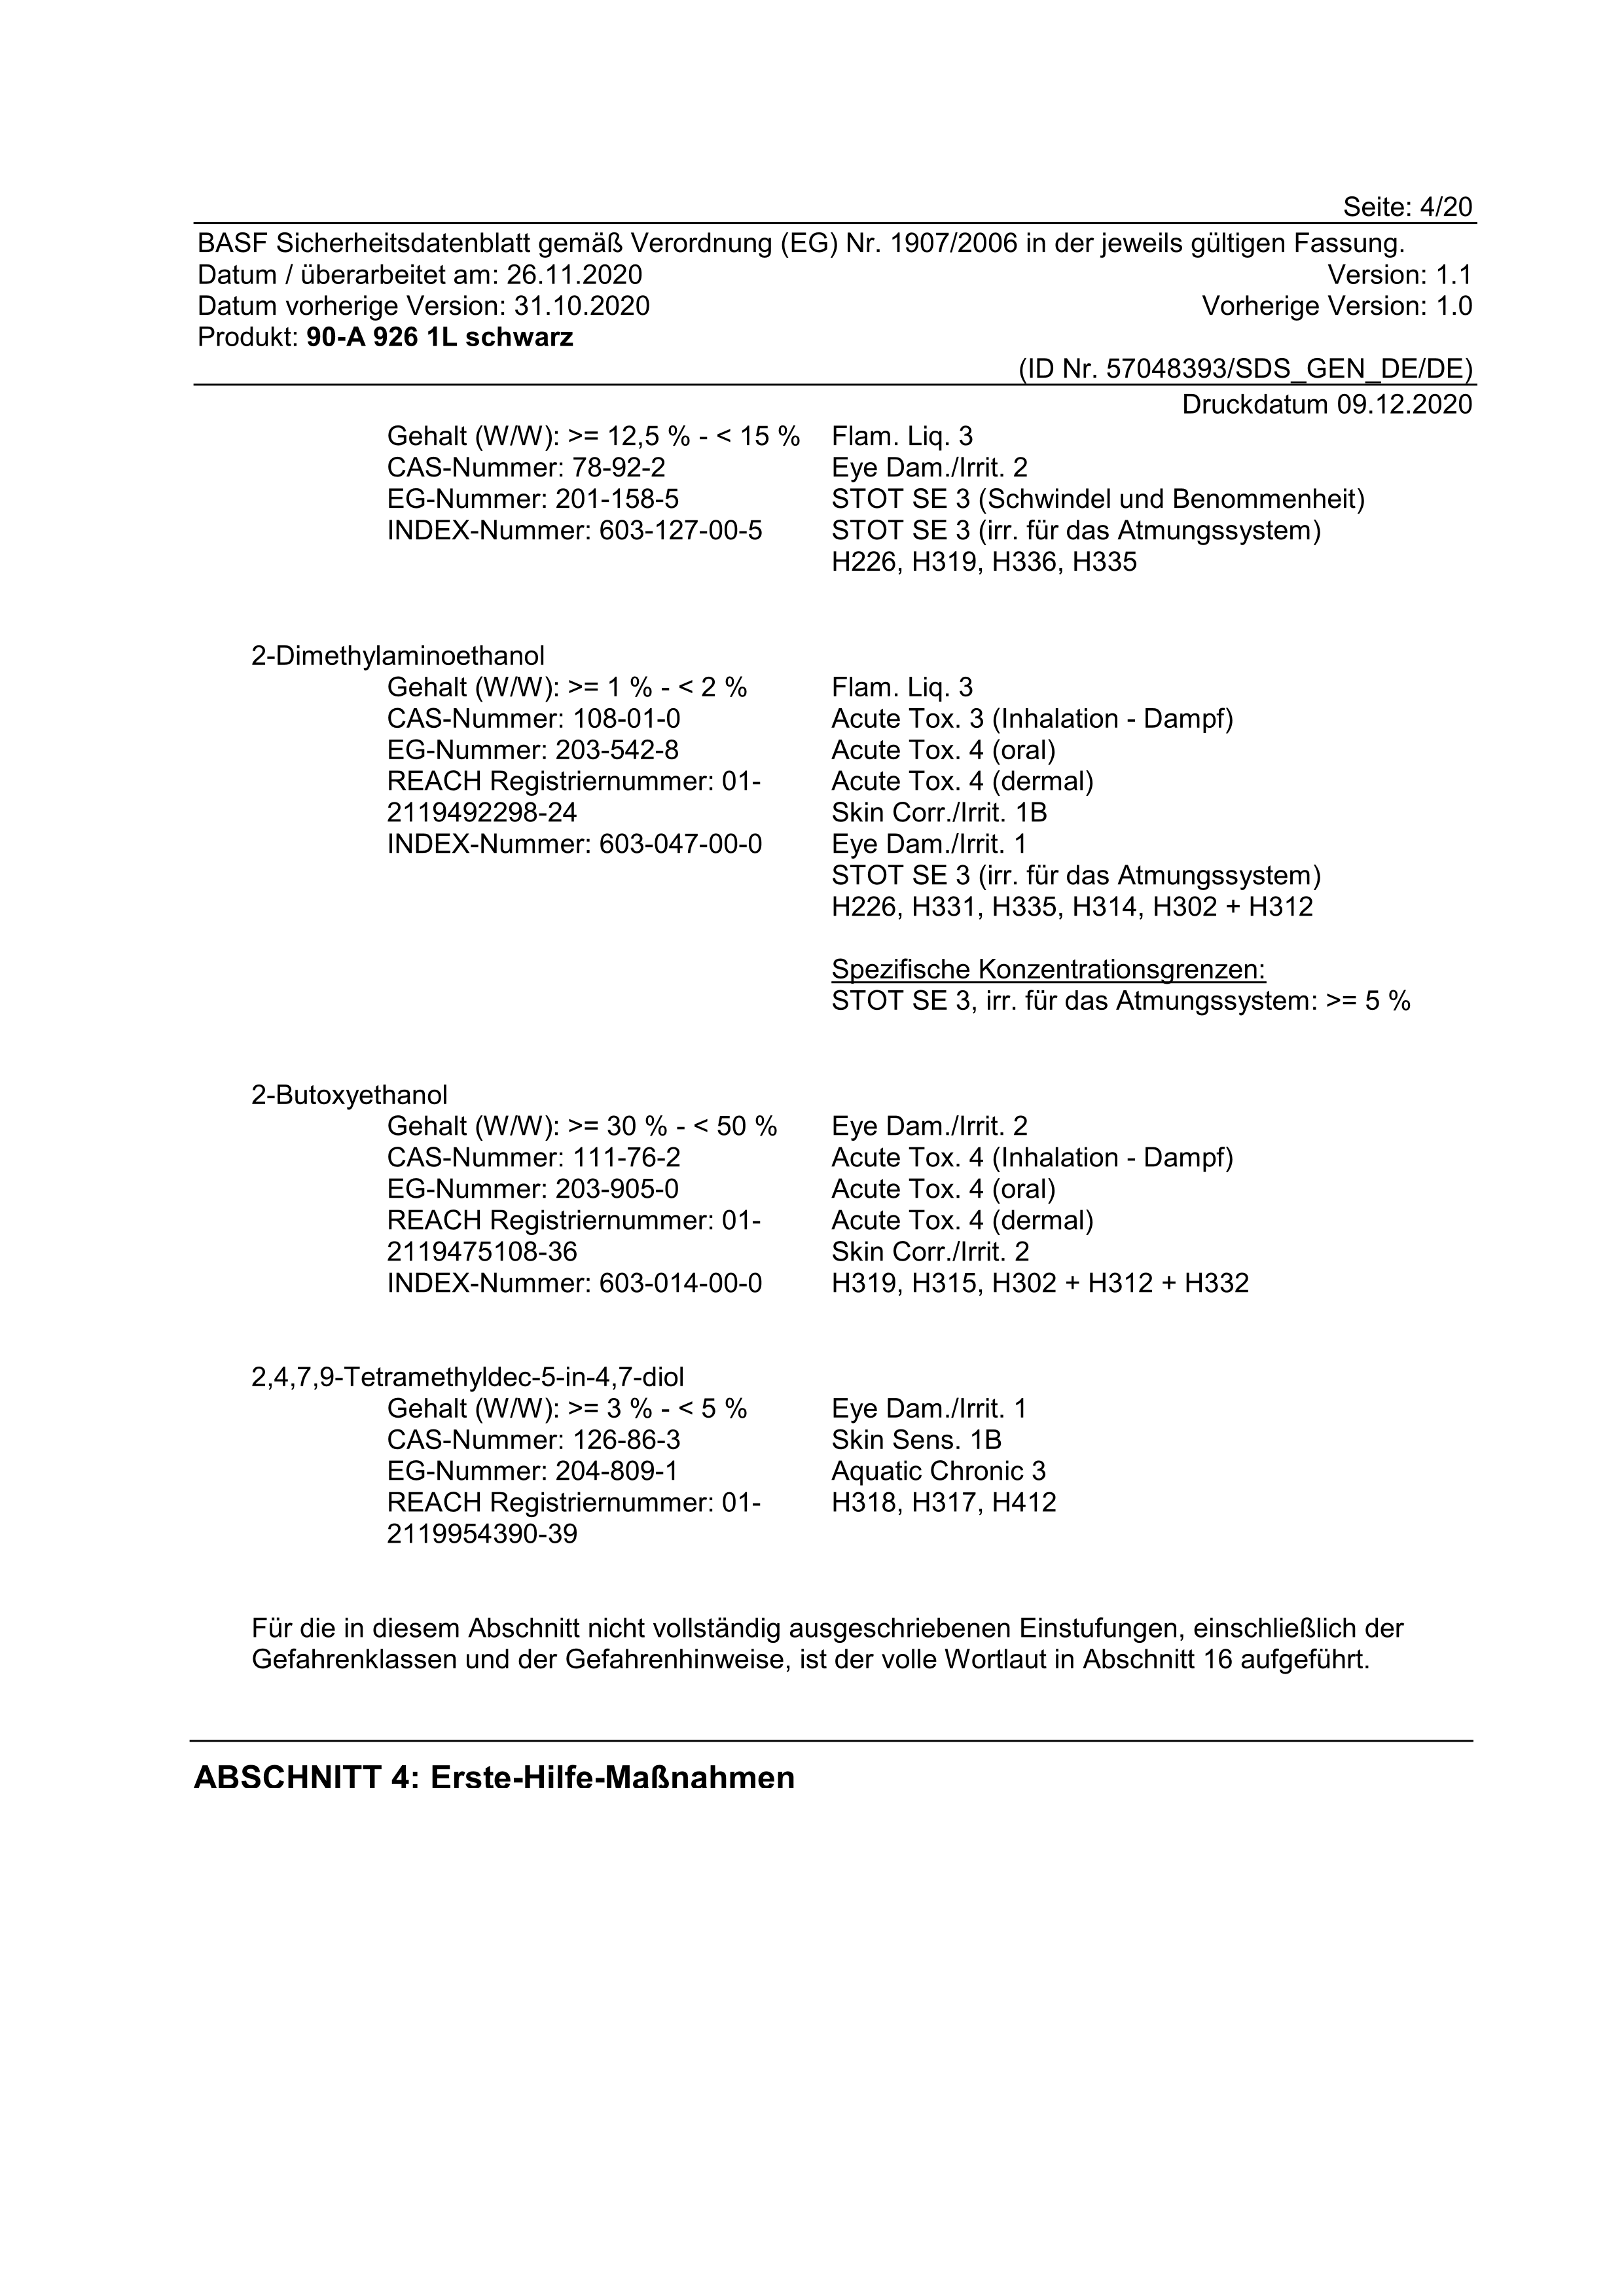 Seite: 4/20
BASF Sicherheitsdatenblatt gemäß Verordnung (EG) Nr. 1907/2006 in der jeweils gültigen Fassung.
Datum / überarbeitet am: 26.11.2020 Version: 1.1
Datum vorherige Version: 31.10.2020 Vorherige Version: 1.0
Produkt: 90-A 926 1L schwarz
(ID Nr. 57048393/SDS_GEN_DE/DE)
Druckdatum 09.12.2020
Gehalt (W/W): >= 12,5 % - < 15 % Flam. Liq. 3
CAS-Nummer: 78-92-2 Eye Dam./Irrit. 2
EG-Nummer: 201-158-5 STOT SE 3 (Schwindel und Benommenheit)
INDEX-Nummer: 603-127-00-5 STOT SE 3 (irr. für das Atmungssystem)
H226, H319, H336, H335
2-Dimethylaminoethanol
Gehalt (W/W): >= 1 % - < 2 % Flam. Liq. 3
CAS-Nummer: 108-01-0 Acute Tox. 3 (Inhalation - Dampf)
EG-Nummer: 203-542-8 Acute Tox. 4 (oral)
REACH Registriernummer: 01- Acute Tox. 4 (dermal)
2119492298-24 Skin Corr./Irrit. 1B
INDEX-Nummer: 603-047-00-0 Eye Dam./Irrit. 1
STOT SE 3 (irr. für das Atmungssystem)
H226, H331, H335, H314, H302 + H312
Spezifische Konzentrationsgrenzen:
STOT SE 3, irr. für das Atmungssystem: >= 5 %
2-Butoxyethanol
Gehalt (W/W): >= 30 % - < 50 % Eye Dam./Irrit. 2
CAS-Nummer: 111-76-2 Acute Tox. 4 (Inhalation - Dampf)
EG-Nummer: 203-905-0 Acute Tox. 4 (oral)
REACH Registriernummer: 01- Acute Tox. 4 (dermal)
2119475108-36 Skin Corr./Irrit. 2
INDEX-Nummer: 603-014-00-0 H319, H315, H302 + H312 + H332
2,4,7,9-Tetramethyldec-5-in-4,7-diol
Gehalt (W/W): >= 3 % - < 5 % Eye Dam./Irrit. 1
CAS-Nummer: 126-86-3 Skin Sens. 1B
EG-Nummer: 204-809-1 Aquatic Chronic 3
REACH Registriernummer: 01- H318, H317, H412
2119954390-39
Für die in diesem Abschnitt nicht vollständig ausgeschriebenen Einstufungen, einschließlich der
Gefahrenklassen und der Gefahrenhinweise, ist der volle Wortlaut in Abschnitt 16 aufgeführt.
ABSCHNITT 4: Erste-Hilfe-Maßnahmen